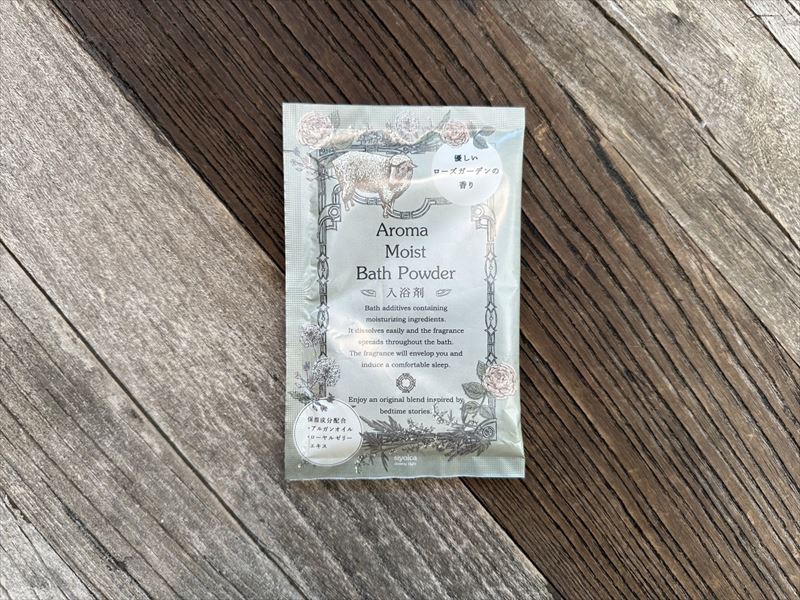 優しい
ローズガーデンの
香り
Aroma
Moist
Bath Powder
入浴剤
Bath additives containing
moisturizing ingredients.
It dissolves easily and the fragrance
spreads throughout the bath.
The fragrance will envelop you and
induce a comfortable sleep.
Enjoy an original blend inspired by
bedtime stories.
保湿成分配合
・アルガンオイル
・ローヤルゼリー
エキス
siyoica